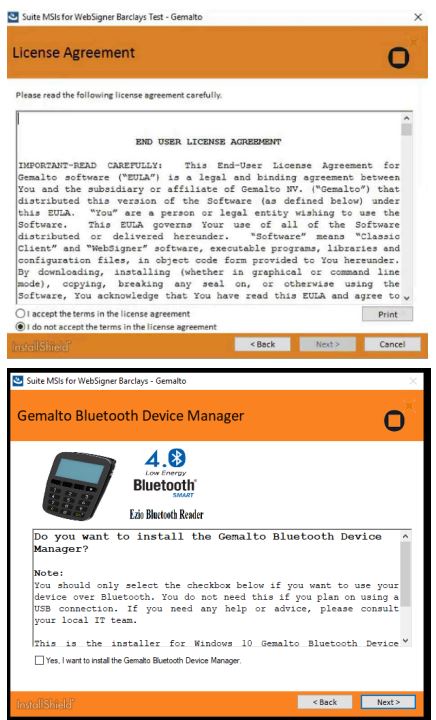 Suite MSIs for WebSigner Barclays Test - Gemalto
License Agreement
Please read the following license agreement carefully.
END USER LICENSE AGREEMENT
IMPORTANT-READ CAREFULLY: This End-User License Agreement for
Gemalto software ("EULA") is a legal and binding agreement between
You and the subsidiary or affiliate of Gemalto NV. ("Gemalto") that
distributed this version of the Software (as defined below) under
this EULA. "You" are a person or legal entity wishing to use the
Software. This EULA governs Your use of all of the Software
distributed or delivered hereunder. "Software" means "Classic
Client" and "WebSigner" software, executable programs, libraries and
configuration files, in object code form provided to You hereunder.
By downloading, installing (whether in graphical or command line
mode), copying, breaking any seal on, or otherwise using the
Software, You acknowledge that You have read this EULA and agree to
I accept the terms in the license agreement
Print
I do not accept the terms in the license agreement
InstallShield
< Back
Next >
Cancel
Suite MSIs for WebSigner Barclays - Gemalto
Gemalto Bluetooth Device Manager
4.0
Low Energy
Bluetooth
SMART
Ezio Bluetooth Reader
Do you want to install the Gemalto Bluetooth Device
Manager?
Note:
You should only select the checkbox below if you want to use your
device over Bluetooth. You do not need this if you plan on using a
USB connection. If you need any help or advice, please consult
your local IT team.
This is the installer for Windows 10 Gemalto Bluetooth Device
Yes, I want to install the Gemalto Bluetooth Device Manager.
InstallShield
< Back
Next >